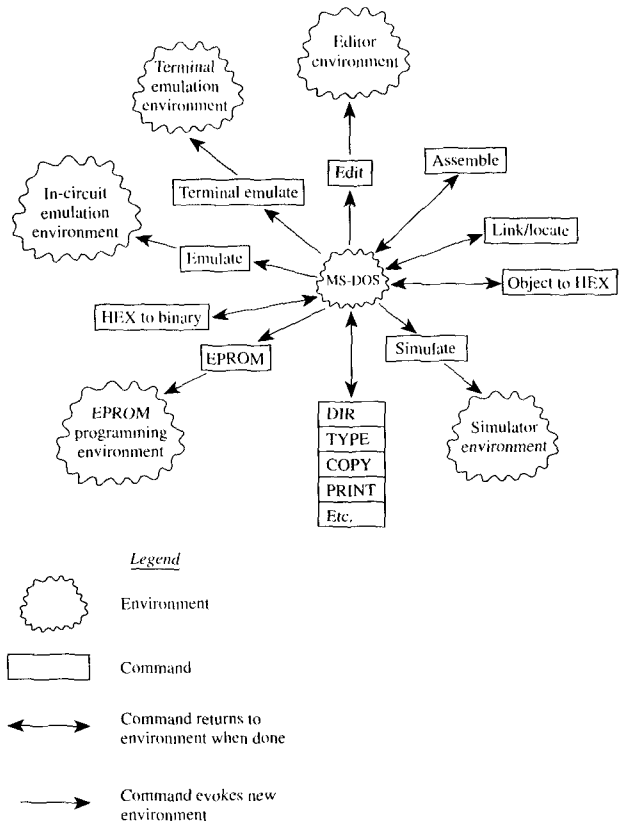 Editor
environment
Terminal
emulation
environment
Assemble
Edit
Terminal emulate
In-circuit
emulation
environment
Link/locate
Emulate
MS-DOS
Object to HEX
HEX to binary
EPROM
Simulate
EPROM
programming
environment
DIR
TYPE
COPY
PRINT
Etc.
Simulator
environment
Legend
Environment
Command
Command returns to
environment when done
Command evokes new
environment